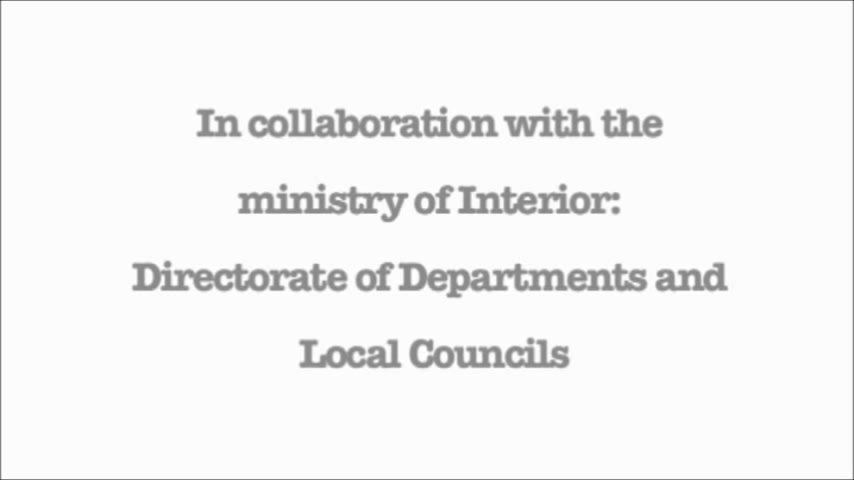 In collaboration with the
ministry of Interior:
Directorate of Departments and
Local Councils